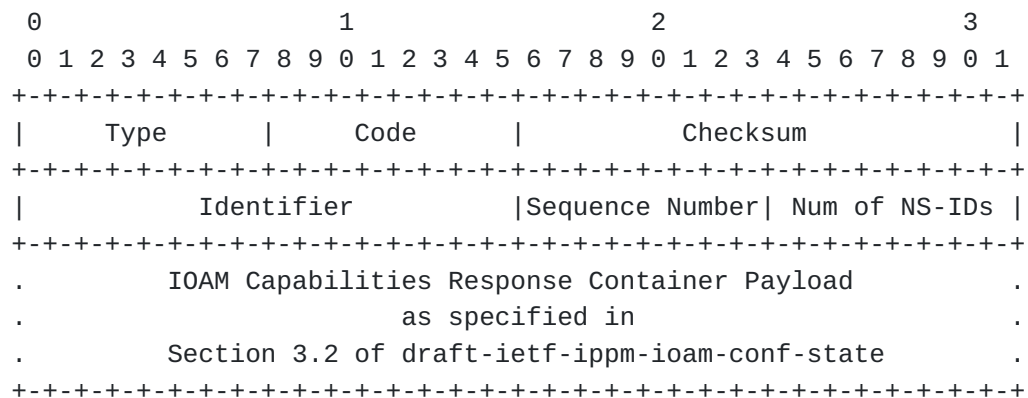 0                   1                   2                   3
 0 1 2 3 4 5 6 7 8 9 0 1 2 3 4 5 6 7 8 9 0 1 2 3 4 5 6 7 8 9 0 1
+-+-+-+-+-+-+-+-+-+-+-+-+-+-+-+-+-+-+-+-+-+-+-+-+-+-+-+-+-+-+-+-+
|     Type      |     Code      |          Checksum             |
+-+-+-+-+-+-+-+-+-+-+-+-+-+-+-+-+-+-+-+-+-+-+-+-+-+-+-+-+-+-+-+-+
|           Identifier          |Sequence Number| Num of NS-IDs |
+-+-+-+-+-+-+-+-+-+-+-+-+-+-+-+-+-+-+-+-+-+-+-+-+-+-+-+-+-+-+-+-+
.         IOAM Capabilities Response Container Payload          .
.                        as specified in                        .
.         Section 3.2 of draft-ietf-ippm-ioam-conf-state        .
+-+-+-+-+-+-+-+-+-+-+-+-+-+-+-+-+-+-+-+-+-+-+-+-+-+-+-+-+-+-+-+-+